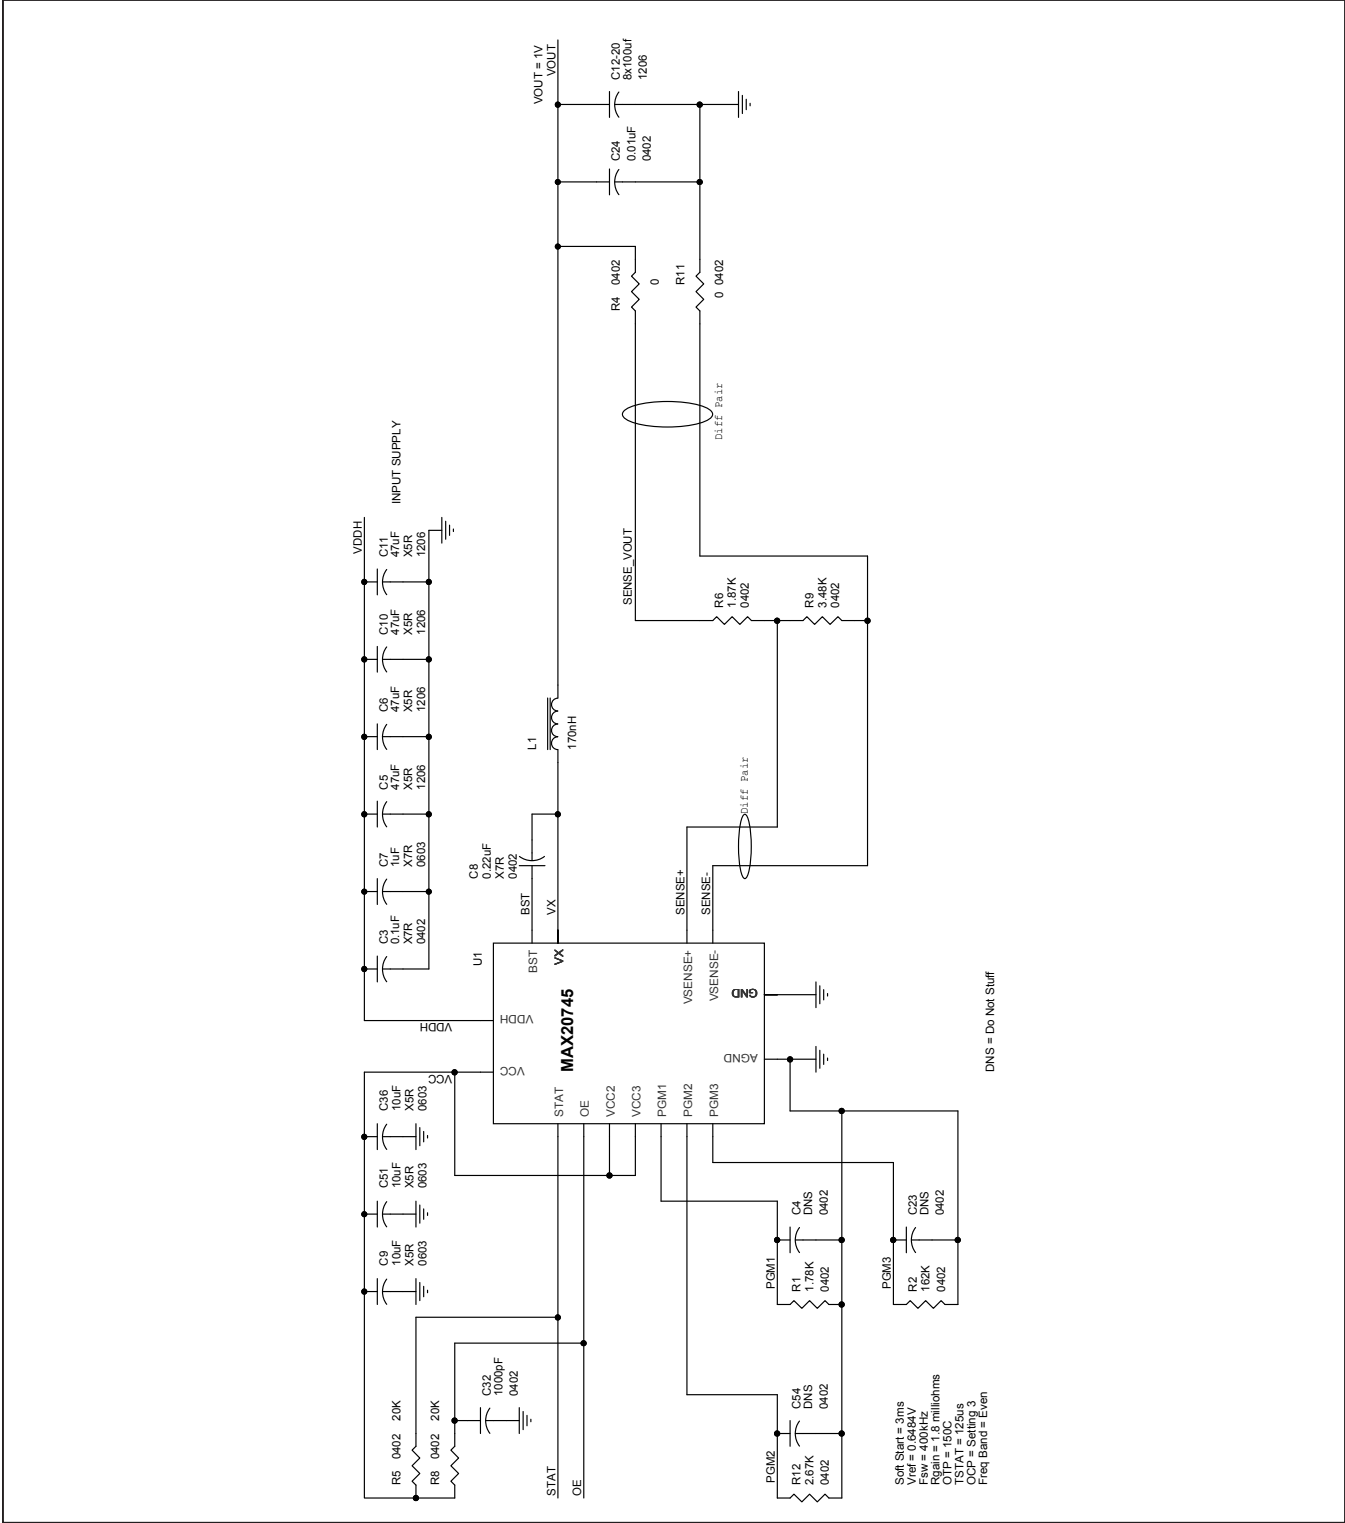 R5 0402 20K
R8 0402 20K
C32
1000pF
0402
STAT
OE
C9
10uF
X5R
0603
C51
10uF
X5R
0603
C36
10uF
X5R
0603
VCC
VDDH
C3
0.1uF
X7R
0402
C7
1uF
X7R
0603
C5
47uF
X5R
1206
C6
47uF
X5R
1206
C10
47uF
X5R
1206
C11
47uF
X5R
1206
VDDH
INPUT SUPPLY
U1
MAX20745
VCC
VDDH
STAT
OE
VCC2
VCC3
PGM1
PGM2
PGM3
BST
VX
VSENSE+
VSENSE-
GND
AGND
BST
VX
C8
0.22uF
X7R
0402
L1
170nH
VOUT = 1V
VOUT
C12-20
8x100uf
1206
C24
0.01uF
0402
R4 0402
0
R11
0 0402
Diff Pair
SENSE_VOUT
R6
1.87K
0402
R9
3.48K
0402
SENSE+
SENSE-
Diff Pair
PGM2
R12
2.67K
0402
C54
DNS
0402
PGM1
R1
1.78K
0402
C4
DNS
0402
PGM3
R2
162K
0402
C23
DNS
0402
Soft Start = 3ms
Vref = 0.6484V
Fsw = 400kHz
Rgain = 1.8 milliohms
OTP = 150C
TSTAT = 125us
OCP = Setting 3
Freq Band = Even
DNS = Do Not Stuff